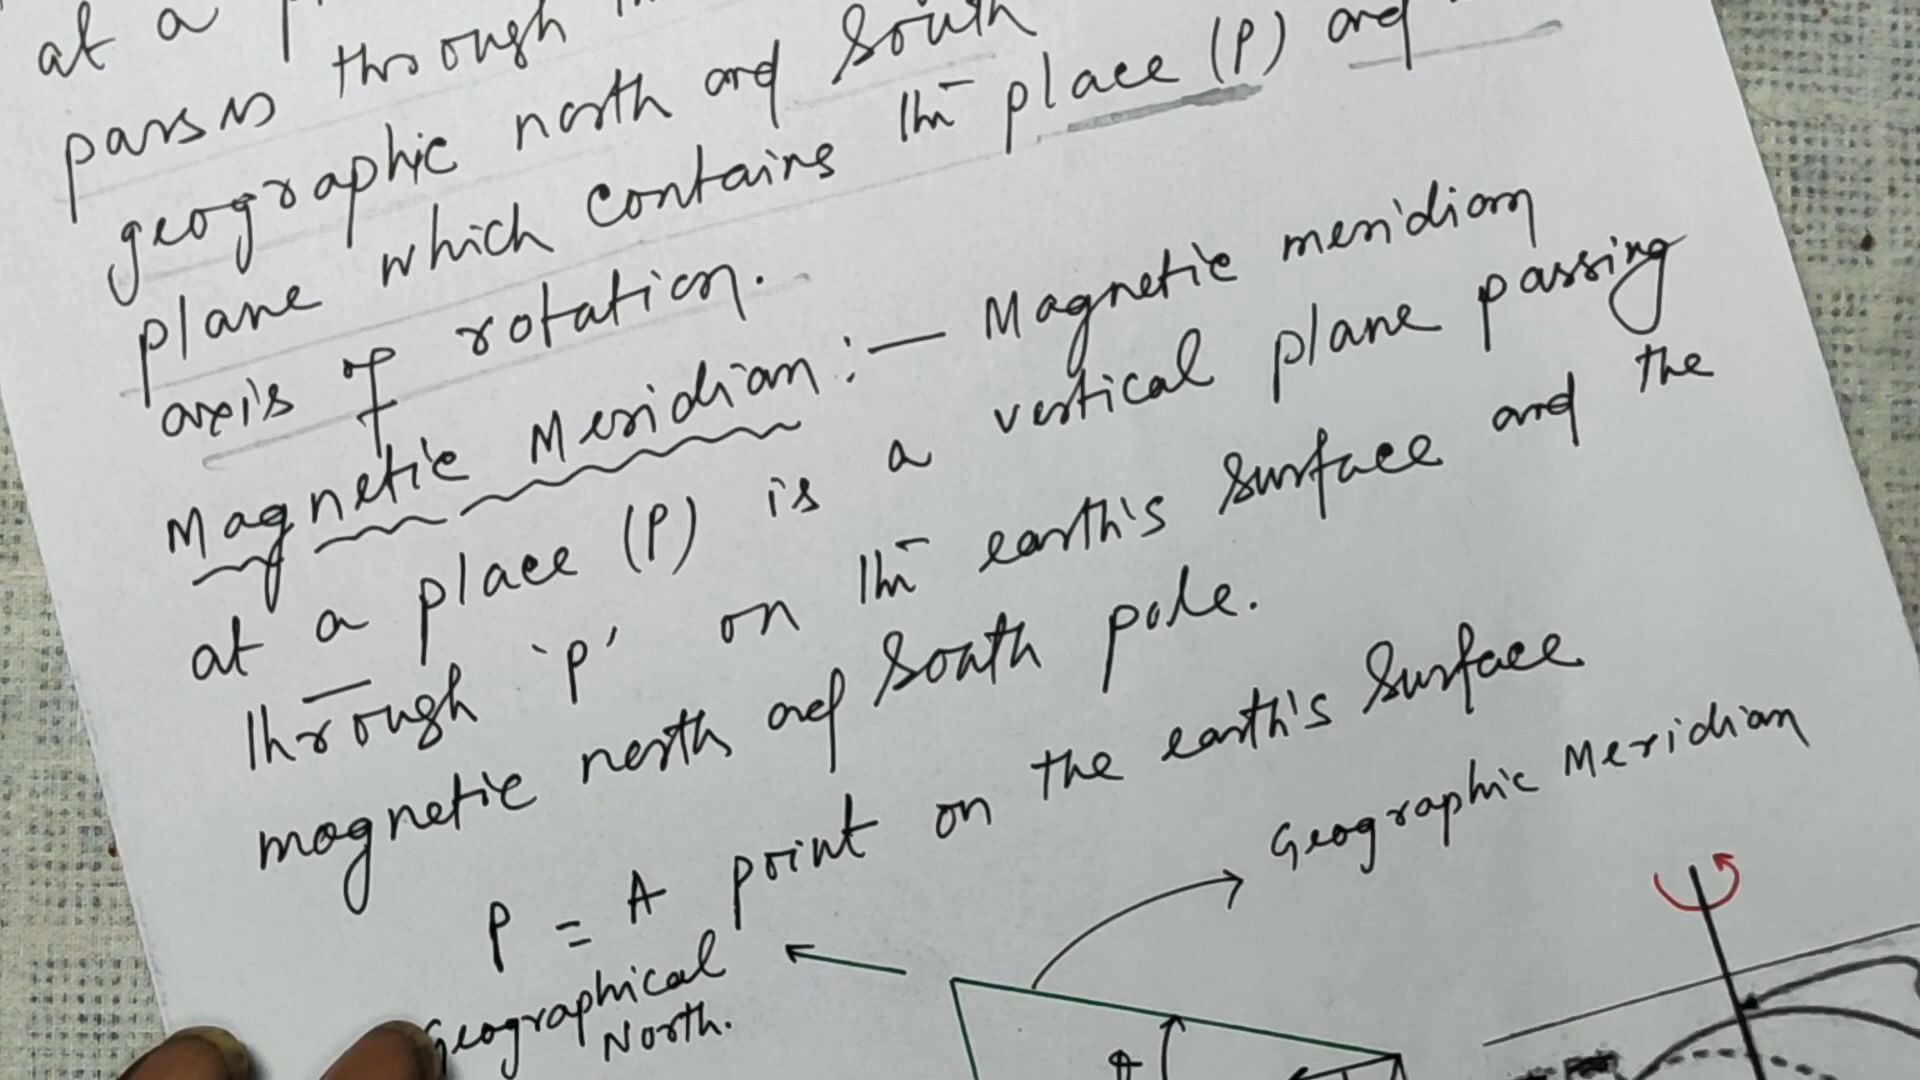 at a
passes through
geographic north and South
plane which contains the place (P) and
axis of rotation.
Magnetic Meridian :— Magnetic meridian
at a place (P) is a vertical plane passing
through 'P' on the earth's surface and the
magnetic north and South pole.
P = A point on the earth's surface
Geographic Meridian
Geographical
North.